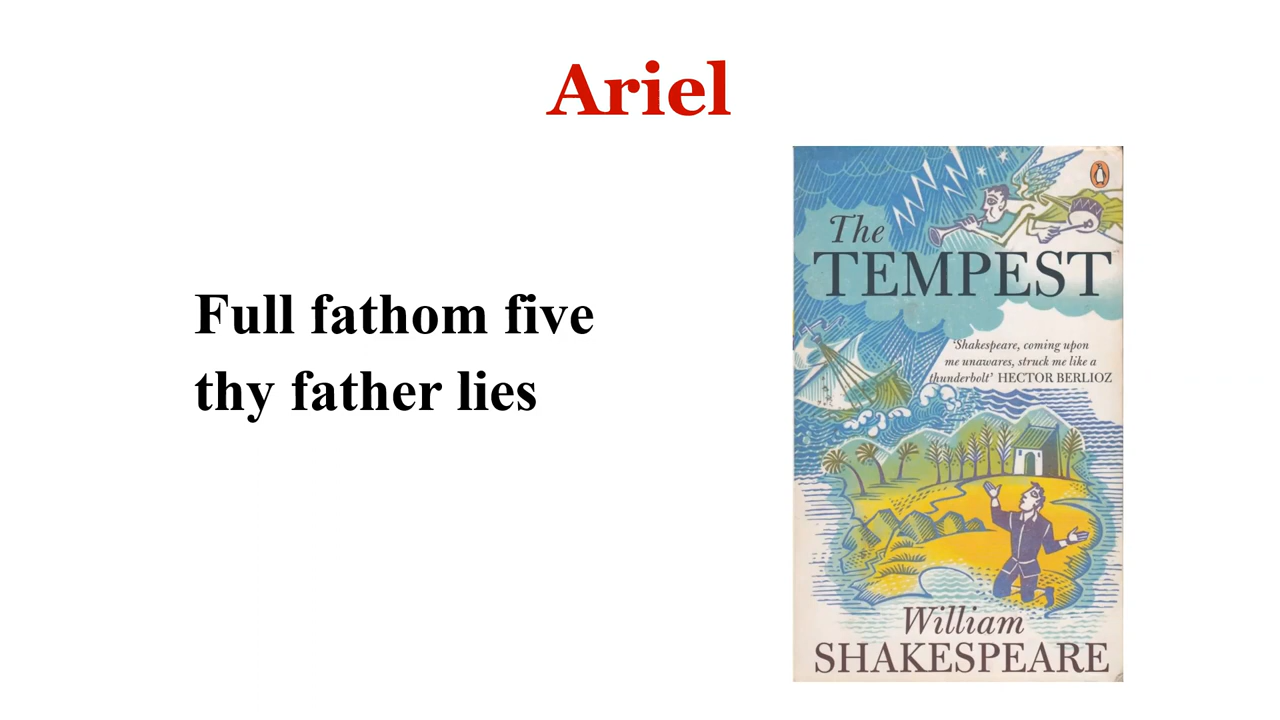 Ariel
Full fathom five
thy father lies
The
TEMPEST
‘Shakespeare, coming upon
me unawares, struck me like a
thunderbolt’ HECTOR BERLIOZ
William
SHAKESPEARE